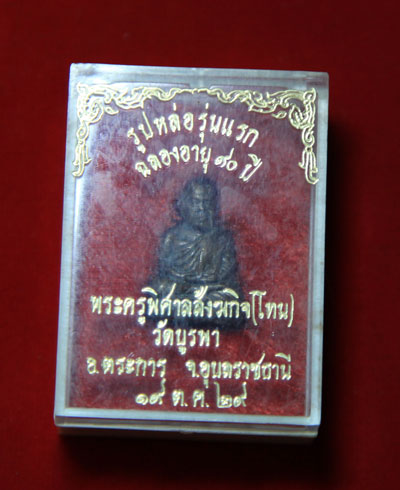 รูปหล่อรุ่นแรก
ฉลองอายุ ๙๐ ปี
พระครูพิศาลสังฆกิจ(โทน)
วัดบูรพา
อ.ตระการ จ.อุบลราชธานี
๑๙ ต.ค.๒๙